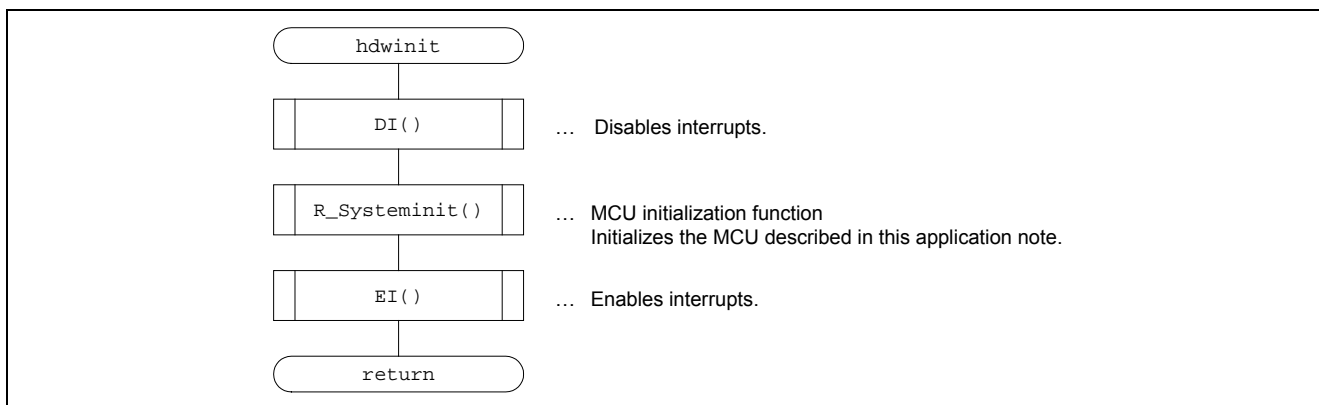 hdwinit
DI()
… Disables interrupts.
R_Systeminit()
… MCU initialization function
Initializes the MCU described in this application note.
EI()
… Enables interrupts.
return